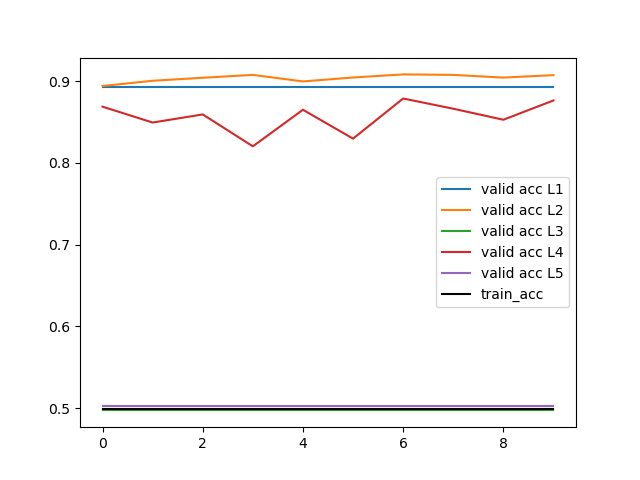 0.9
0.8
0.7
0.6
0.5
valid acc L1
valid acc L2
valid acc L3
valid acc L4
valid acc L5
train_acc
0 2 4 6 8